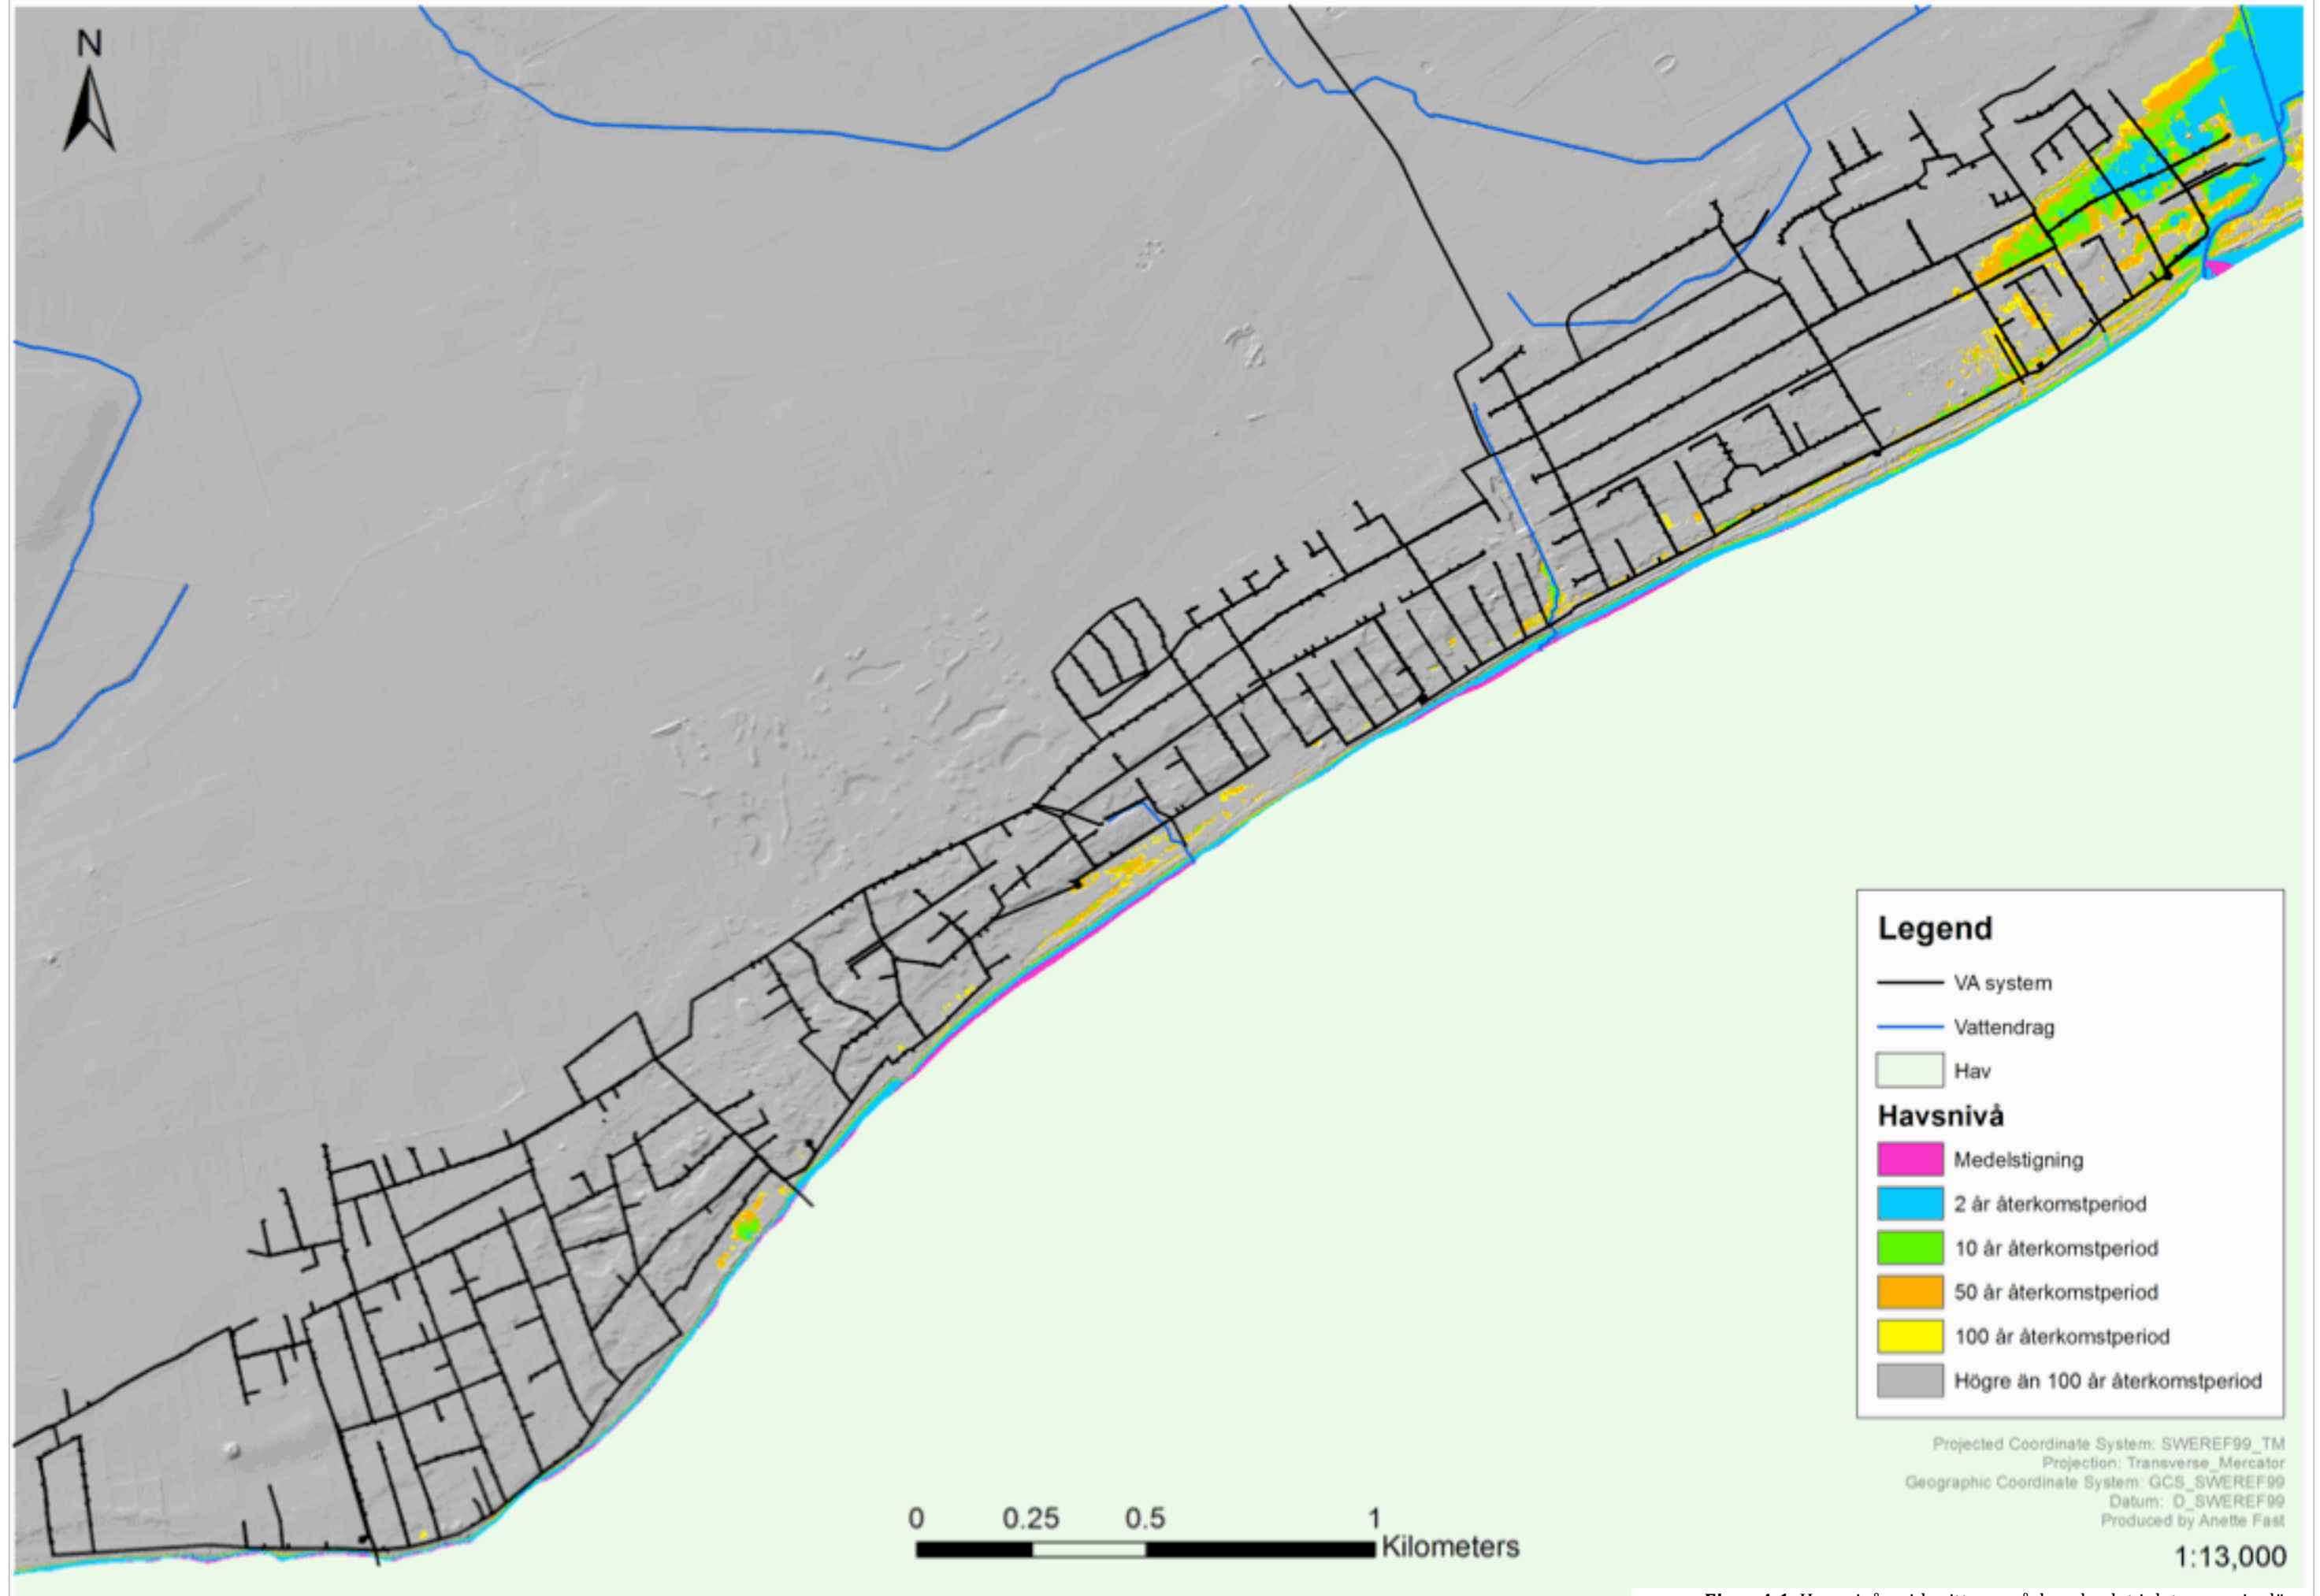 N
Legend
VA system
Vattendrag
Hav
Havsnivå
Medelstigning
2 år återkomstperiod
10 år återkomstperiod
50 år återkomstperiod
100 år återkomstperiod
Högre än 100 år återkomstperiod
Projected Coordinate System: SWEREF99_TM
Projection: Transverse_Mercator
Geographic Coordinate System: GCS_SWEREF99
Datum: D_SWEREF99
Produced by Anette Fast
1:13,000
0 0.25 0.5 1
Kilometers